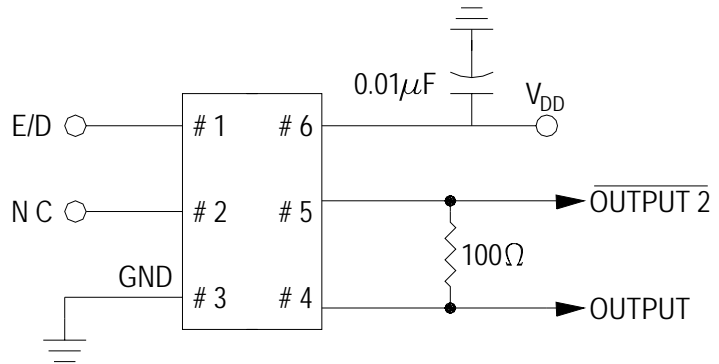 0.01µF
V_DD
E/D
# 1
# 6
N C
# 2
# 5
OUTPUT 2
100Ω
GND
# 3
# 4
OUTPUT